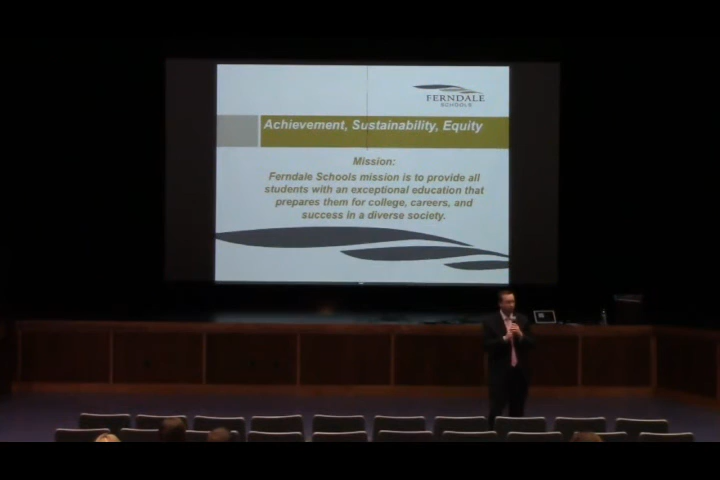 FERNDALE
SCHOOLS
Achievement, Sustainability, Equity
Mission:
Ferndale Schools mission is to provide all
students with an exceptional education that
prepares them for college, careers, and
success in a diverse society.